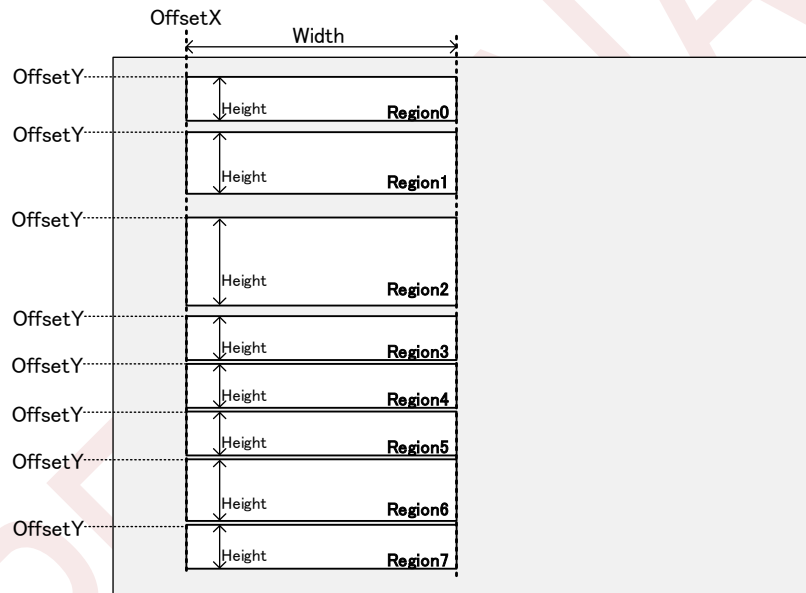 OffsetX
Width
OffsetY
Height
Region0
OffsetY
Height
Region1
OffsetY
Height
Region2
OffsetY
Height
Region3
OffsetY
Height
Region4
OffsetY
Height
Region5
OffsetY
Height
Region6
OffsetY
Height
Region7